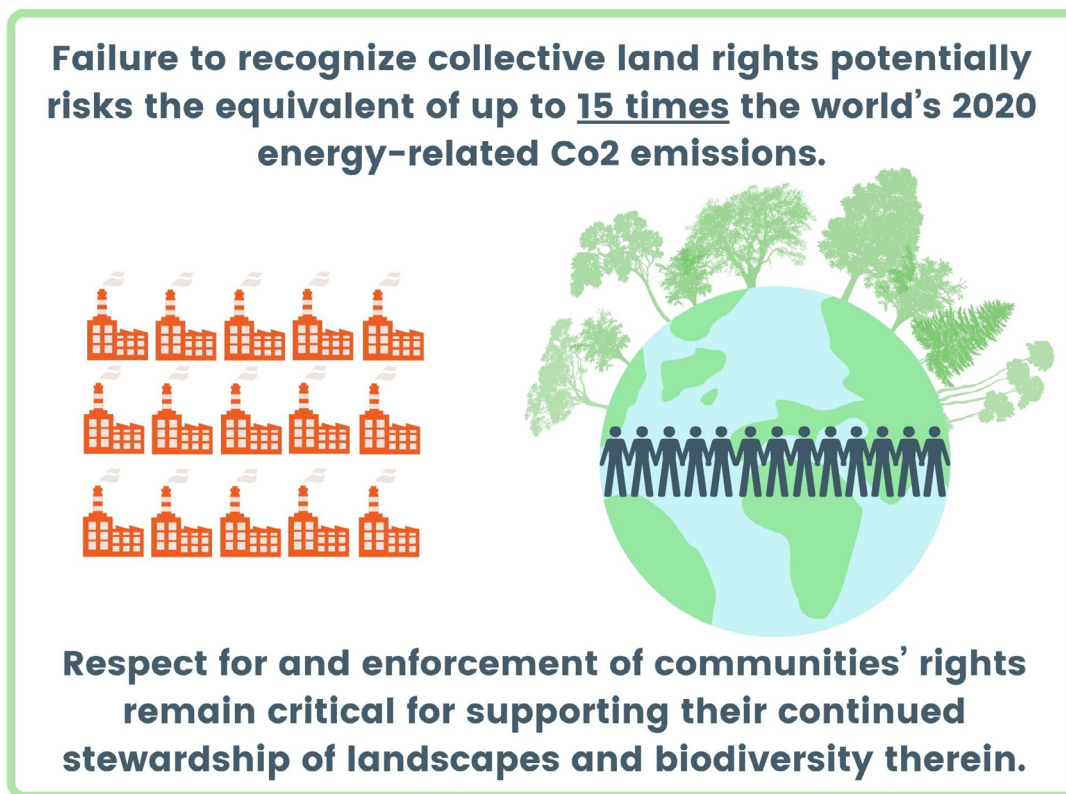 Failure to recognize collective land rights potentially
risks the equivalent of up to 15 times the world’s 2020
energy-related Co2 emissions.
Respect for and enforcement of communities’ rights
remain critical for supporting their continued
stewardship of landscapes and biodiversity therein.